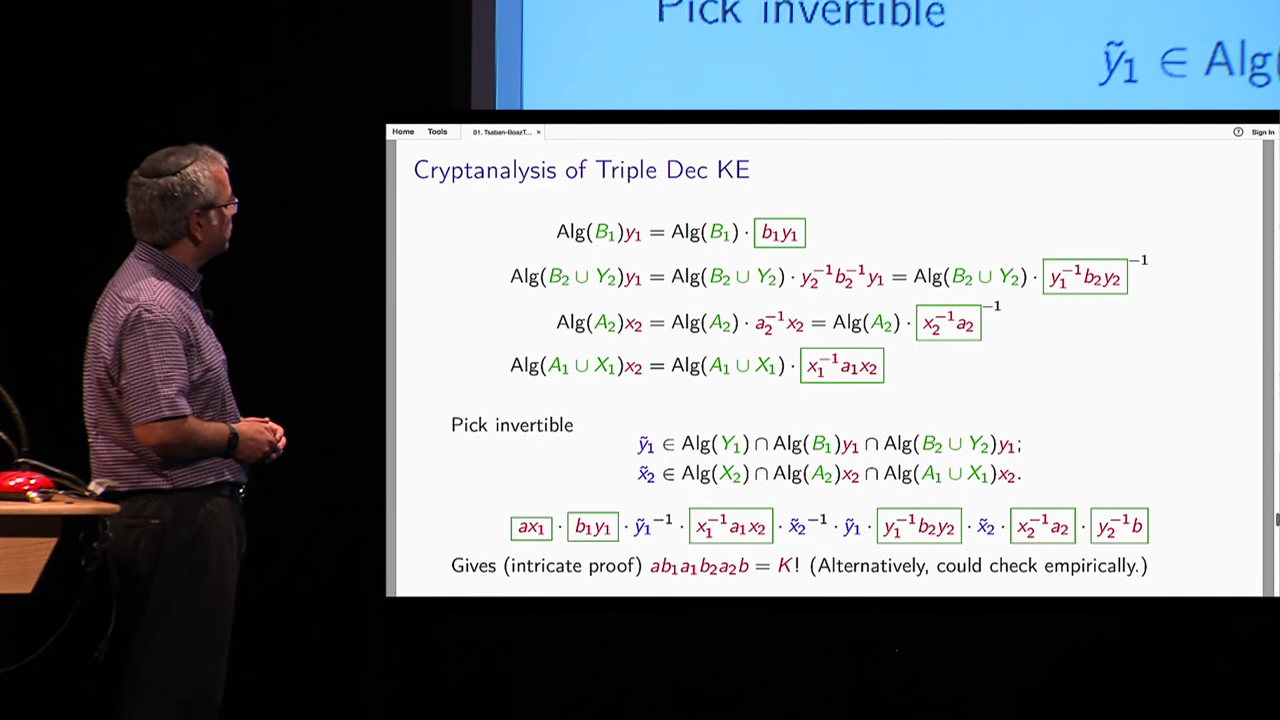 Pick invertible
ỹ₁ ∈ Alg(
Home Tools 01. Tsaban-BoazT... × Sign In
Cryptanalysis of Triple Dec KE
Alg(B₁)y₁ = Alg(B₁) · b₁y₁
Alg(B₂ ∪ Y₂)y₁ = Alg(B₂ ∪ Y₂) · y₂⁻¹b₂⁻¹y₁ = Alg(B₂ ∪ Y₂) · y₁⁻¹b₂y₂⁻¹
Alg(A₂)x₂ = Alg(A₂) · a₂⁻¹x₂ = Alg(A₂) · x₂⁻¹a₂⁻¹
Alg(A₁ ∪ X₁)x₂ = Alg(A₁ ∪ X₁) · x₁⁻¹a₁x₂
Pick invertible
ỹ₁ ∈ Alg(Y₁) ∩ Alg(B₁)y₁ ∩ Alg(B₂ ∪ Y₂)y₁;
x̃₂ ∈ Alg(X₂) ∩ Alg(A₂)x₂ ∩ Alg(A₁ ∪ X₁)x₂.
ax₁ · b₁y₁ · ỹ₁⁻¹ · x₁⁻¹a₁x₂ · x̃₂⁻¹ · ỹ₁ · y₁⁻¹b₂y₂ · x̃₂ · x₂⁻¹a₂ · y₂⁻¹b
Gives (intricate proof) ab₁a₁b₂a₂b = K! (Alternatively, could check empirically.)